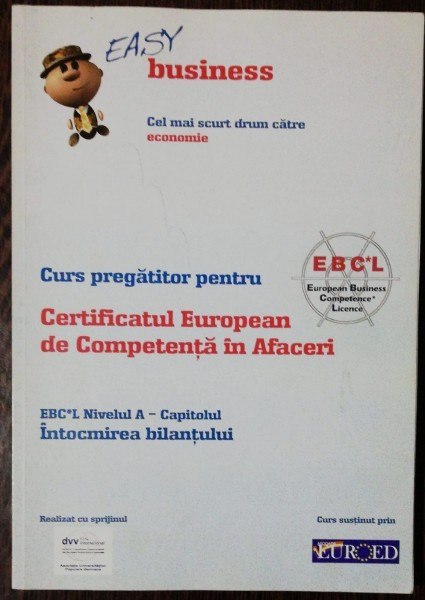 EASY
business
Cel mai scurt drum către
economie
EBC*L
European Business
Competence*
Licence
Curs pregătitor pentru
Certificatul European
de Competență în Afaceri
EBC*L Nivelul A – Capitolul
Întocmirea bilanțului
Realizat cu sprijinul
Curs susținut prin
dvv
international
EUROED